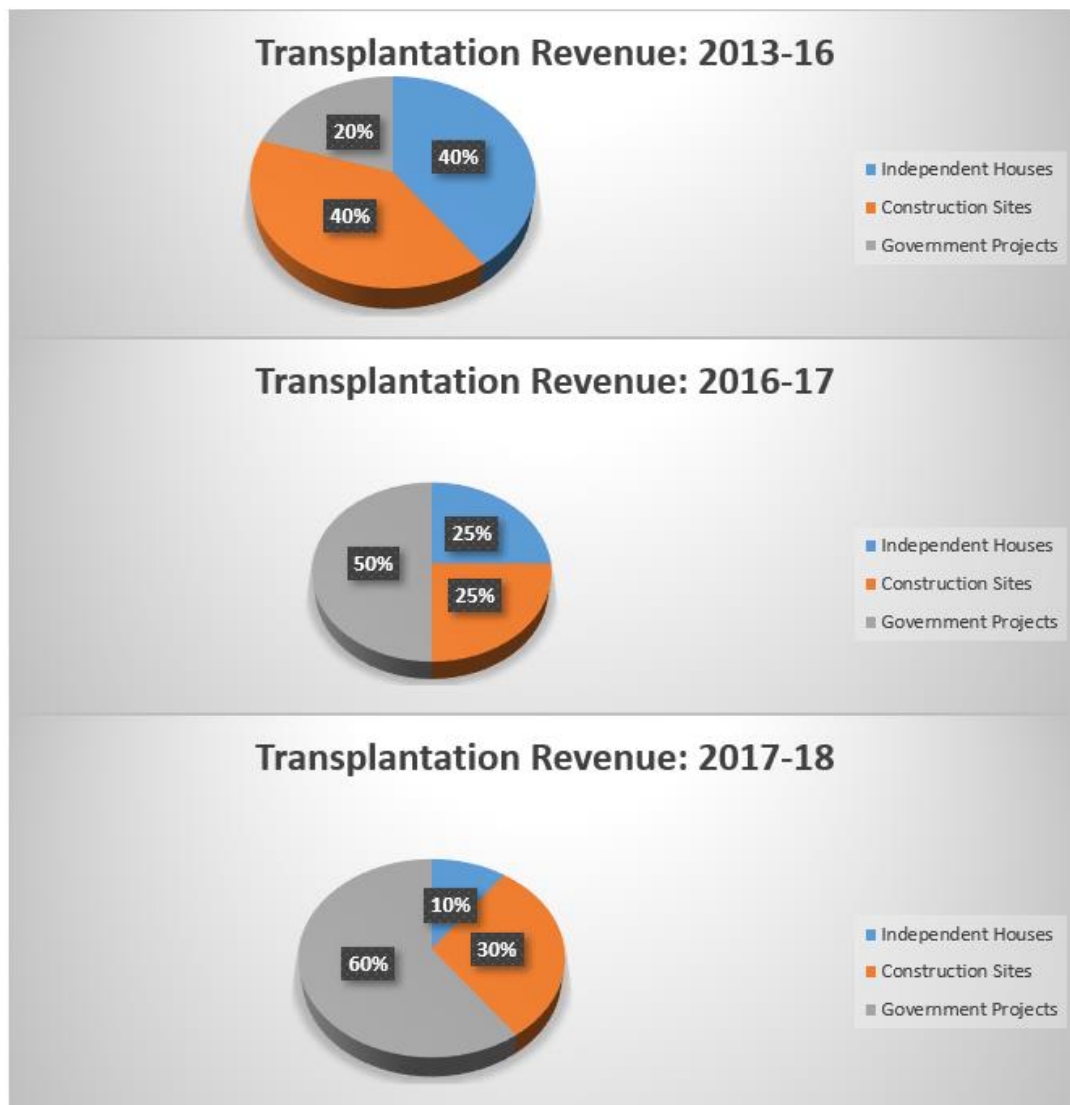 Transplantation Revenue: 2013-16
20%
40%
40%
Independent Houses
Construction Sites
Government Projects
Transplantation Revenue: 2016-17
25%
50%
25%
Independent Houses
Construction Sites
Government Projects
Transplantation Revenue: 2017-18
10%
30%
60%
Independent Houses
Construction Sites
Government Projects